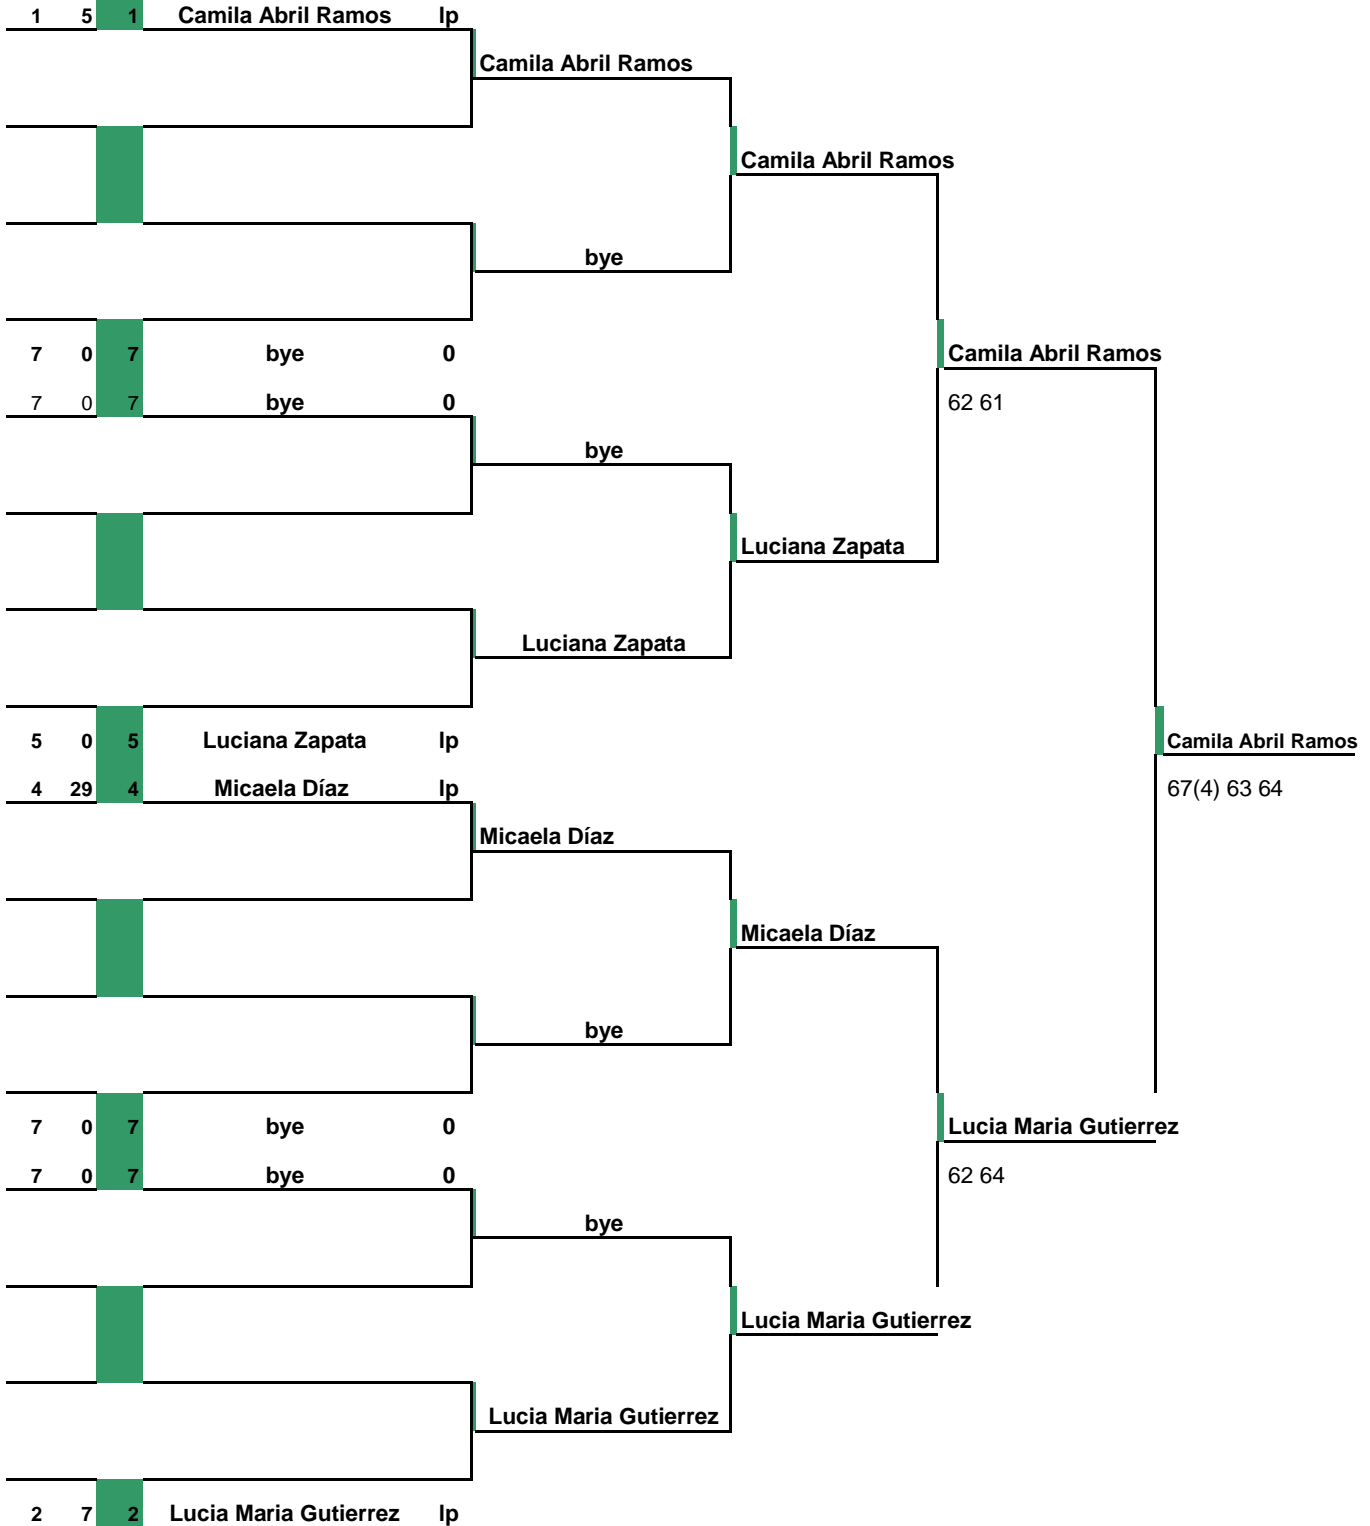 1 5 1 Camila Abril Ramos lp
Camila Abril Ramos
Camila Abril Ramos
bye
7 0 7 bye 0 Camila Abril Ramos
7 0 7 bye 0 62 61
bye
Luciana Zapata
Luciana Zapata
5 0 5 Luciana Zapata lp Camila Abril Ramos
4 29 4 Micaela Díaz lp 67(4) 63 64
Micaela Díaz
Micaela Díaz
bye
7 0 7 bye 0 Lucia Maria Gutierrez
7 0 7 bye 0 62 64
bye
Lucia Maria Gutierrez
Lucia Maria Gutierrez
2 7 2 Lucia Maria Gutierrez lp